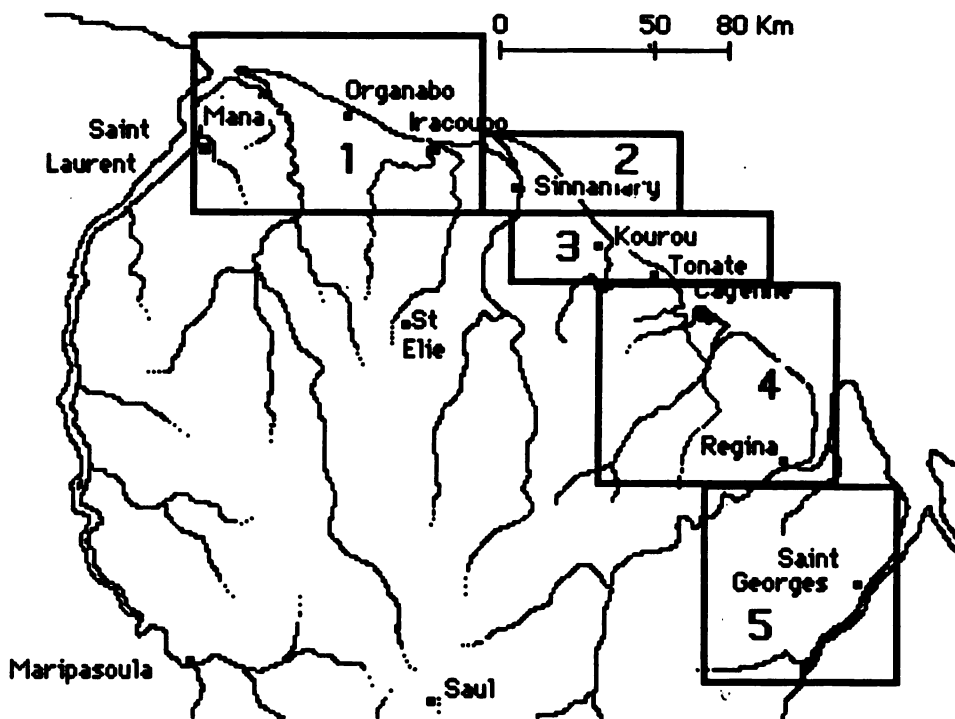 0 50 80 Km
Organabo
Mana
Iracoubo
Saint
Laurent
1
2
Sinnamary
3
Kourou
Tonate
Cayenne
St
Elie
4
Regina
Saint
Georges
5
Maripasoula
Saul